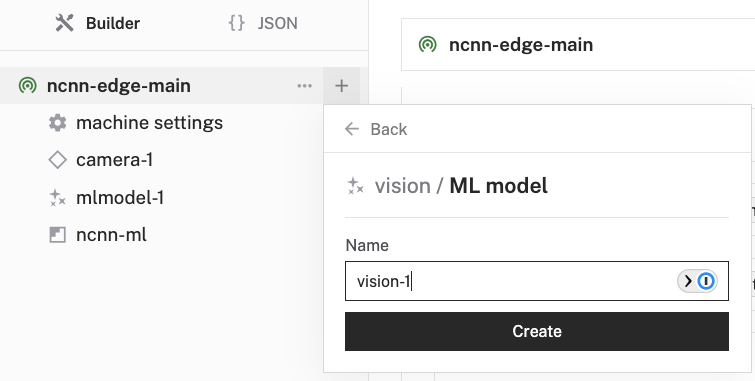 Builder
{} JSON
ncnn-edge-main
ncnn-edge-main
machine settings
camera-1
mlmodel-1
ncnn-ml
Back
vision / ML model
Name
vision-1
Create